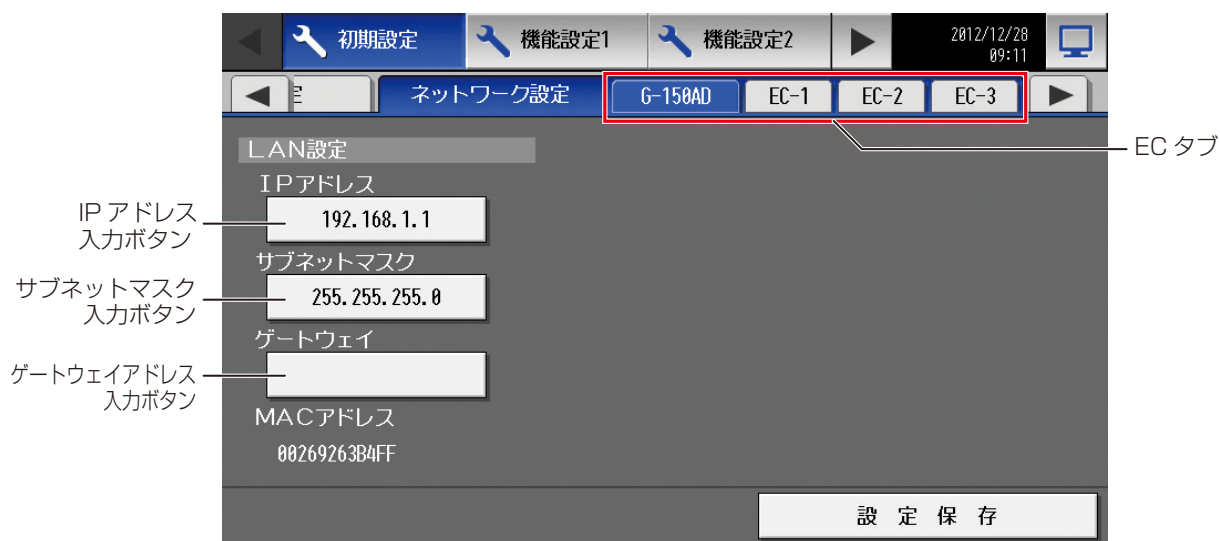 初期設定
機能設定1
機能設定2
2012/12/28
09:11
定
ネットワーク設定
G-150AD
EC-1
EC-2
EC-3
EC タブ
LAN設定
IPアドレス
192.168.1.1
IP アドレス
入力ボタン
サブネットマスク
255.255.255.0
サブネットマスク
入力ボタン
ゲートウェイ
ゲートウェイアドレス
入力ボタン
MACアドレス
00269263B4FF
設 定 保 存